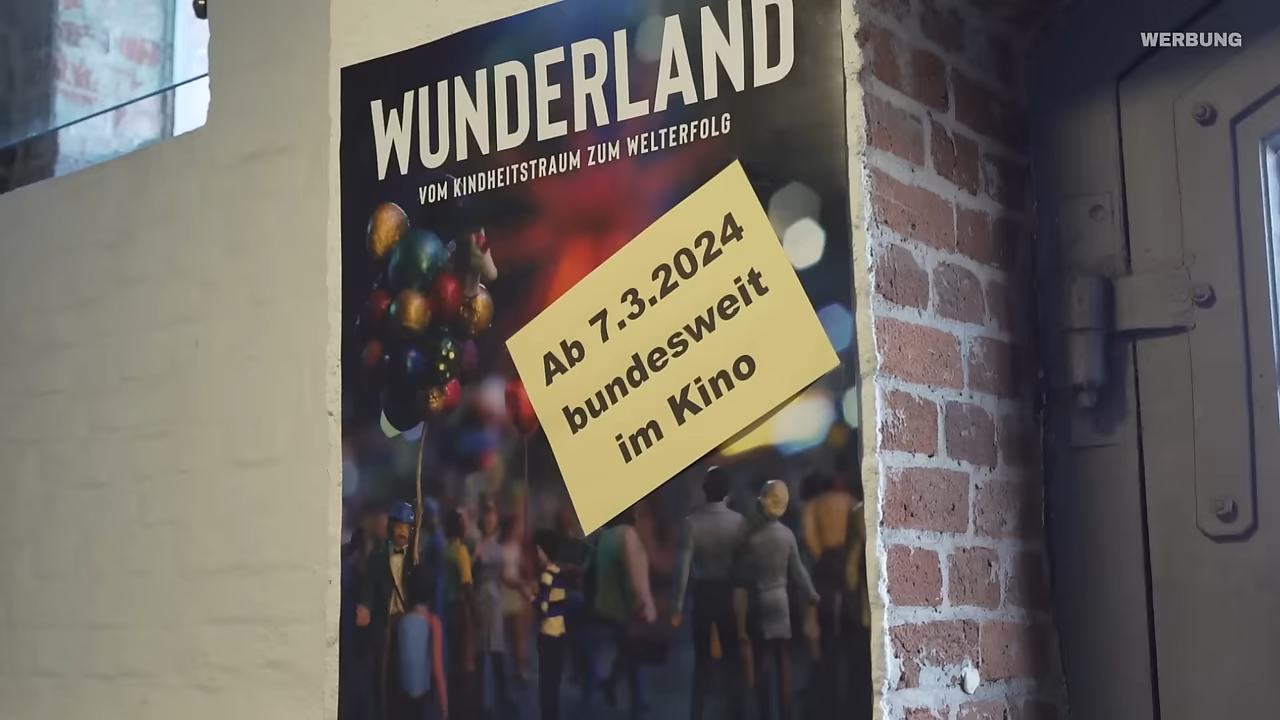 WERBUNG
WUNDERLAND
VOM KINDHEITSTRAUM ZUM WELTERFOLG
Ab 7.3.2024
bundesweit
im Kino